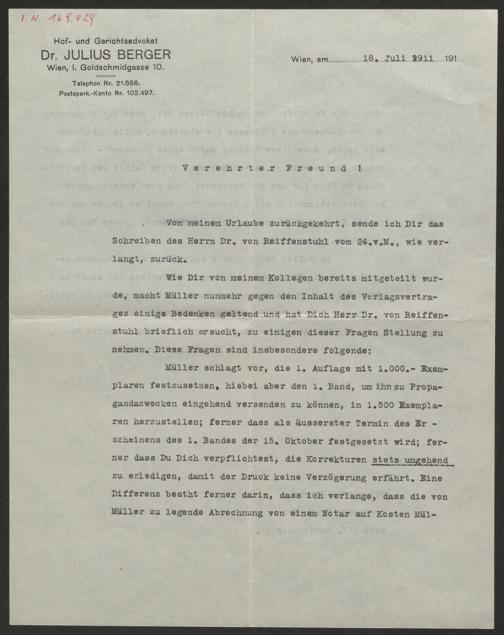 I.N. 169.029
Hof- und Gerichtsadvokat
Dr. JULIUS BERGER
Wien, I. Goldschmidgasse 10.
Telephon Nr. 21.556.
Postspark.-Konto Nr. 102.497.
Wien, am 18. Juli 1911 191
Verehrter Freund !
Von meinem Urlaube zurückgekehrt, sende ich Dir das
Schreiben des Herrn Dr. von Reiffenstuhl vom 24.v.M., wie ver-
langt, zurück.
Wie Dir von meinem Kollegen bereits mitgeteilt wur-
de, macht Müller nunmehr gegen den Inhalt des Verlagsvertra-
ges einige Bedenken geltend und hat Dich Herr Dr. von Reiffen-
stuhl brieflich ersucht, zu einigen dieser Fragen Stellung zu
nehmen. Diese Fragen sind insbesondere folgende:
Müller schlägt vor, die 1. Auflage mit 1.000.- Exem-
plaren festzusetzen, hiebei aber den 1. Band, um ihn zu Propa-
gandazwecken eingehend versenden zu können, in 1.500 Exempla-
ren herzustellen; ferner dass als äusserster Termin des Er -
scheinens des 1. Bandes der 15. Oktober festgesetzt wird; fer-
ner dass Du Dich verpflichtest, die Korrekturen stets umgehend
zu erledigen, damit der Druck keine Verzögerung erfährt. Eine
Differenz besteht ferner darin, dass ich verlange, dass die von
Müller zu legende Abrechnung von einem Notar auf Kosten Mül-